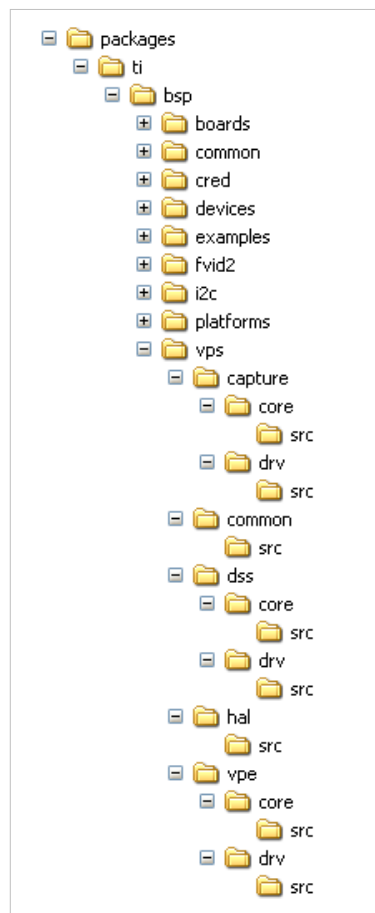 packages
ti
bsp
boards
common
cred
devices
examples
fvid2
i2c
platforms
vps
capture
core
src
drv
src
common
src
dss
core
src
drv
src
hal
src
vpe
core
src
drv
src